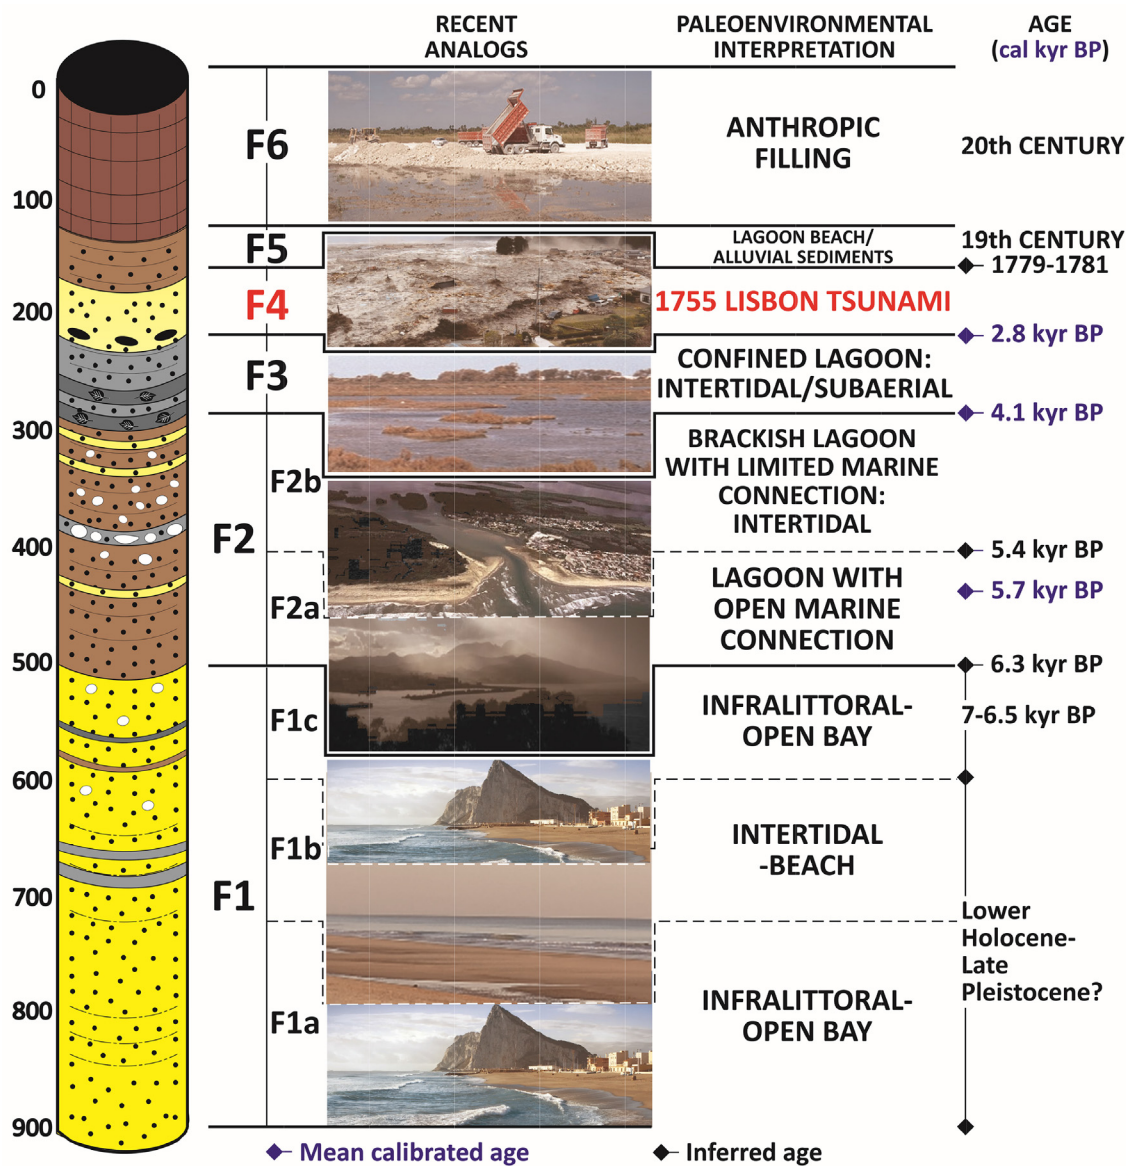 RECENT
ANALOGS
PALEOENVIRONMENTAL
INTERPRETATION
AGE
(cal kyr BP)
0
100
200
300
400
500
600
700
800
900
F6
ANTHROPIC
FILLING
20th CENTURY
F5
LAGOON BEACH/
ALLUVIAL SEDIMENTS
19th CENTURY
1779-1781
F4
1755 LISBON TSUNAMI
2.8 kyr BP
F3
CONFINED LAGOON:
INTERTIDAL/SUBAERIAL
4.1 kyr BP
F2
F2b
BRACKISH LAGOON
WITH LIMITED MARINE
CONNECTION:
INTERTIDAL
5.4 kyr BP
F2a
LAGOON WITH
OPEN MARINE
CONNECTION
5.7 kyr BP
6.3 kyr BP
F1
F1c
INFRALITTORAL-
OPEN BAY
7-6.5 kyr BP
F1b
INTERTIDAL
-BEACH
F1a
INFRALITTORAL-
OPEN BAY
Lower
Holocene-
Late
Pleistocene?
Mean calibrated age
Inferred age